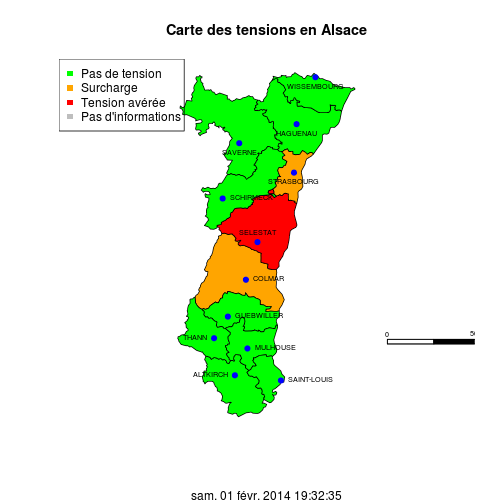 Carte des tensions en Alsace
Pas de tension
Surcharge
Tension avérée
Pas d'informations
WISSEMBOURG
HAGUENAU
SAVERNE
STRASBOURG
SCHIRMECK
SELESTAT
COLMAR
GUEBWILLER
THANN
MULHOUSE
ALTKIRCH
SAINT-LOUIS
0
sam. 01 févr. 2014 19:32:35